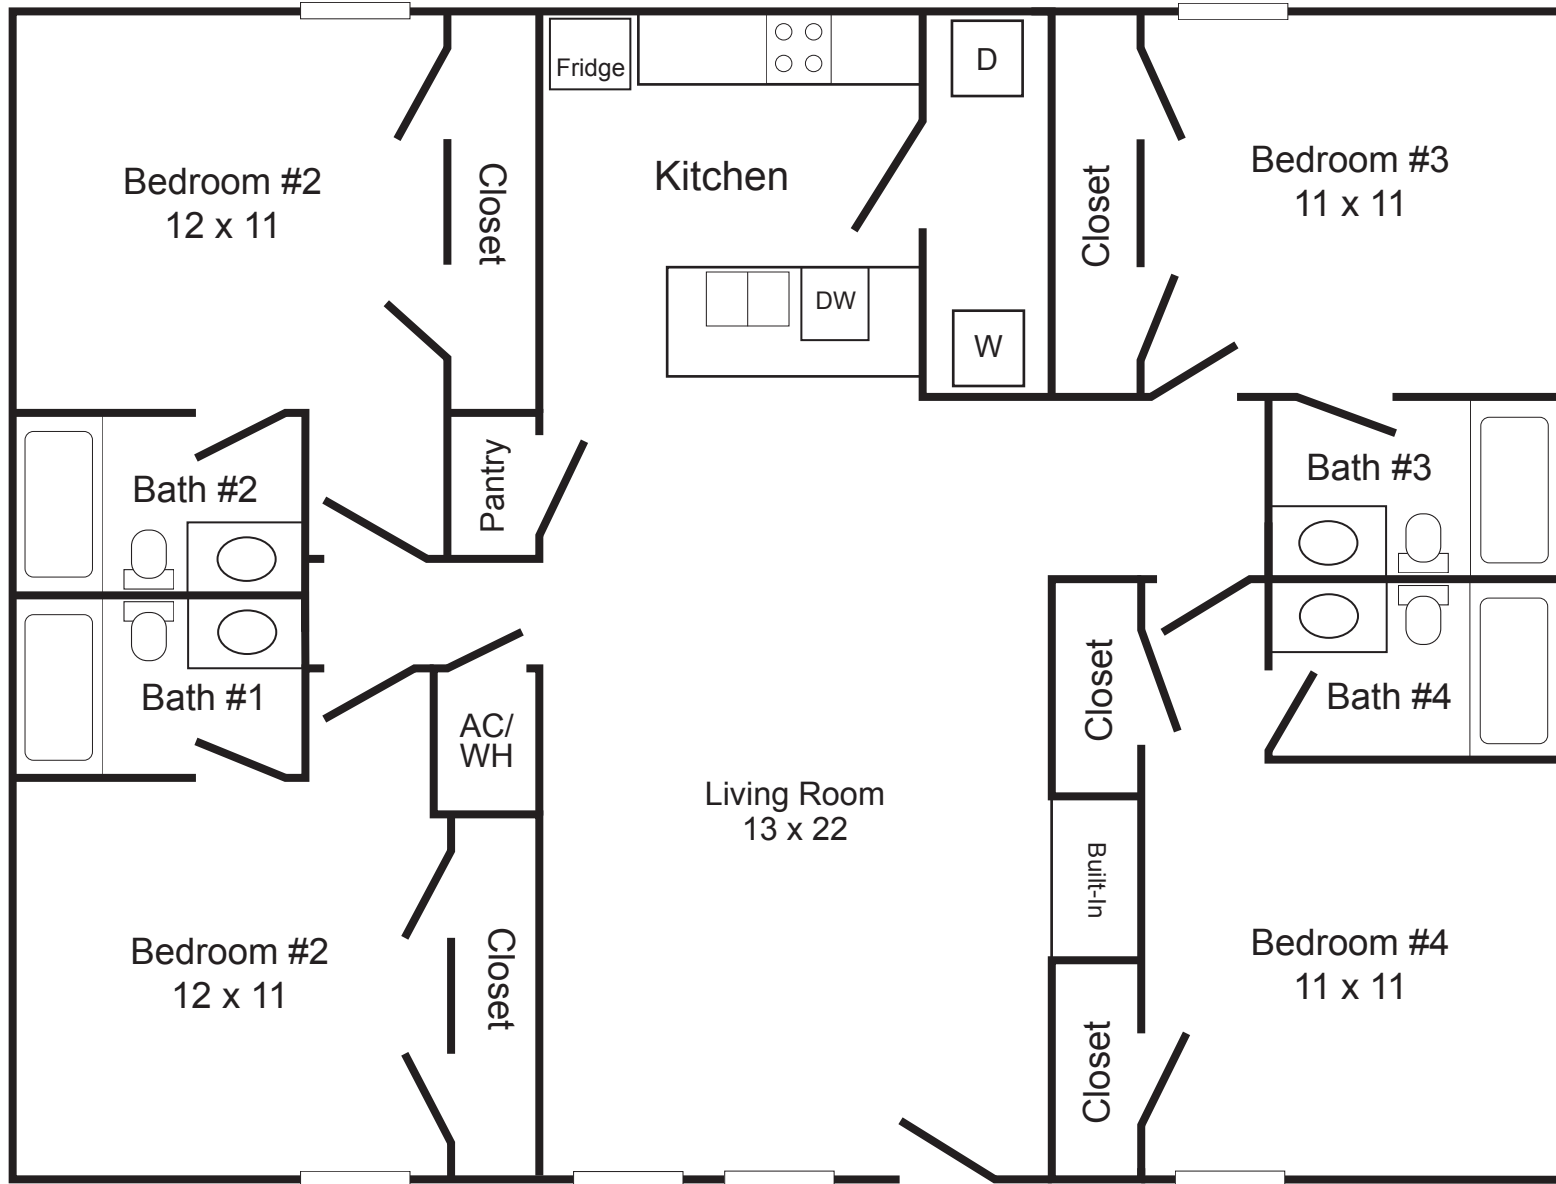 Fridge
D
Bedroom #2
12 x 11
Closet
Kitchen
Closet
Bedroom #3
11 x 11
DW
W
Pantry
Bath #2
Bath #3
Bath #1
AC/
WH
Closet
Bath #4
Living Room
13 x 22
Built-In
Bedroom #2
12 x 11
Closet
Bedroom #4
11 x 11
Closet